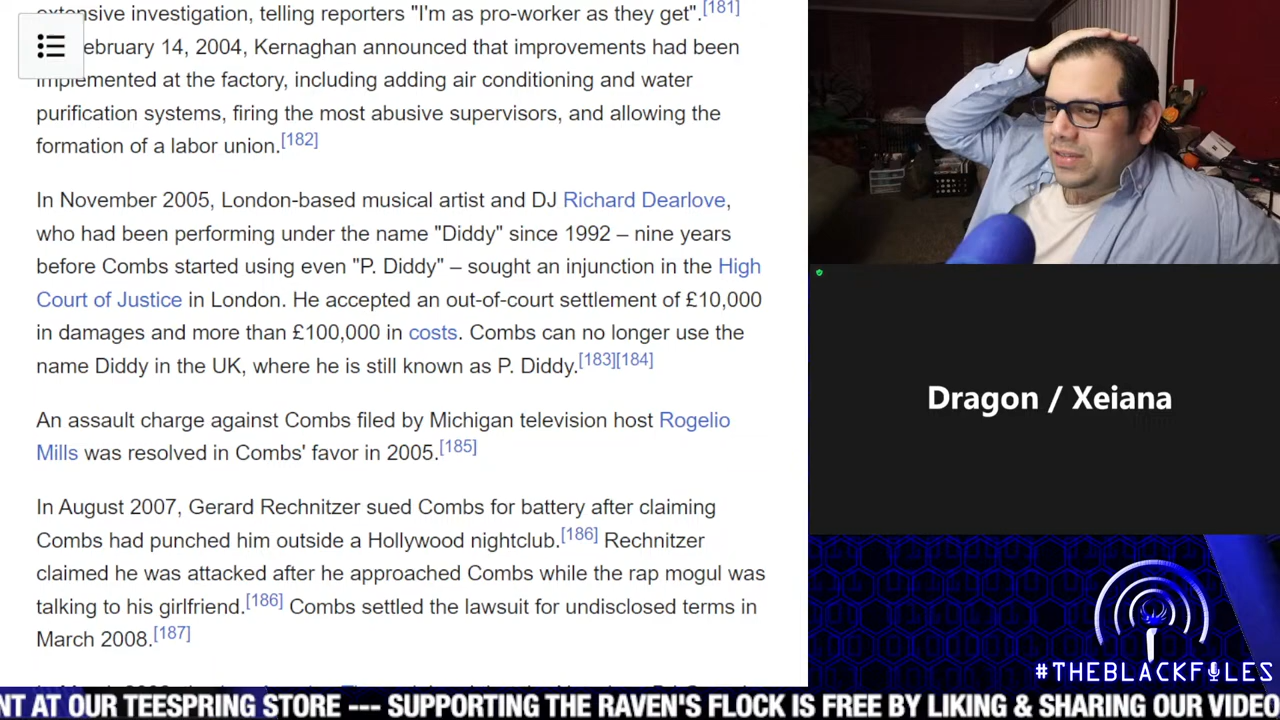 extensive investigation, telling reporters "I'm as pro-worker as they get".[181]
February 14, 2004, Kernaghan announced that improvements had been
implemented at the factory, including adding air conditioning and water
purification systems, firing the most abusive supervisors, and allowing the
formation of a labor union.[182]
In November 2005, London-based musical artist and DJ Richard Dearlove,
who had been performing under the name "Diddy" since 1992 – nine years
before Combs started using even "P. Diddy" – sought an injunction in the High
Court of Justice in London. He accepted an out-of-court settlement of £10,000
in damages and more than £100,000 in costs. Combs can no longer use the
name Diddy in the UK, where he is still known as P. Diddy.[183][184]
An assault charge against Combs filed by Michigan television host Rogelio
Mills was resolved in Combs' favor in 2005.[185]
In August 2007, Gerard Rechnitzer sued Combs for battery after claiming
Combs had punched him outside a Hollywood nightclub.[186] Rechnitzer
claimed he was attacked after he approached Combs while the rap mogul was
talking to his girlfriend.[186] Combs settled the lawsuit for undisclosed terms in
March 2008.[187]
Dragon / Xeiana
#THEBLACKFILES
NT AT OUR TEESPRING STORE --- SUPPORTING THE RAVEN'S FLOCK IS FREE BY LIKING & SHARING OUR VIDEO